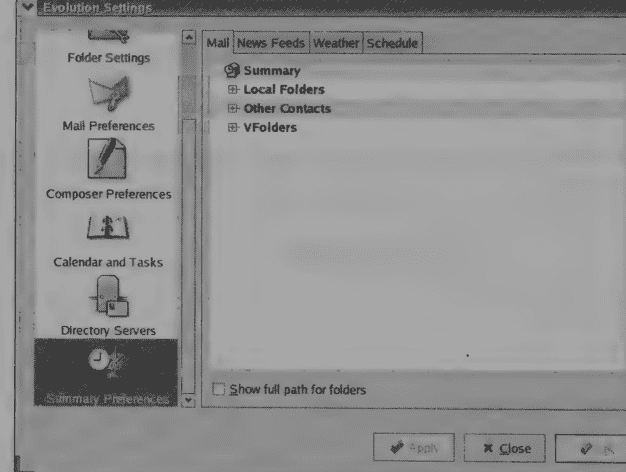 Evolution Settings
Folder Settings
Mail Preferences
Composer Preferences
Calendar and Tasks
Directory Servers
Summary Preferences
Mail News Feeds Weather Schedule
Summary
Local Folders
Other Contacts
VFolders
Show full path for folders
Apply Close